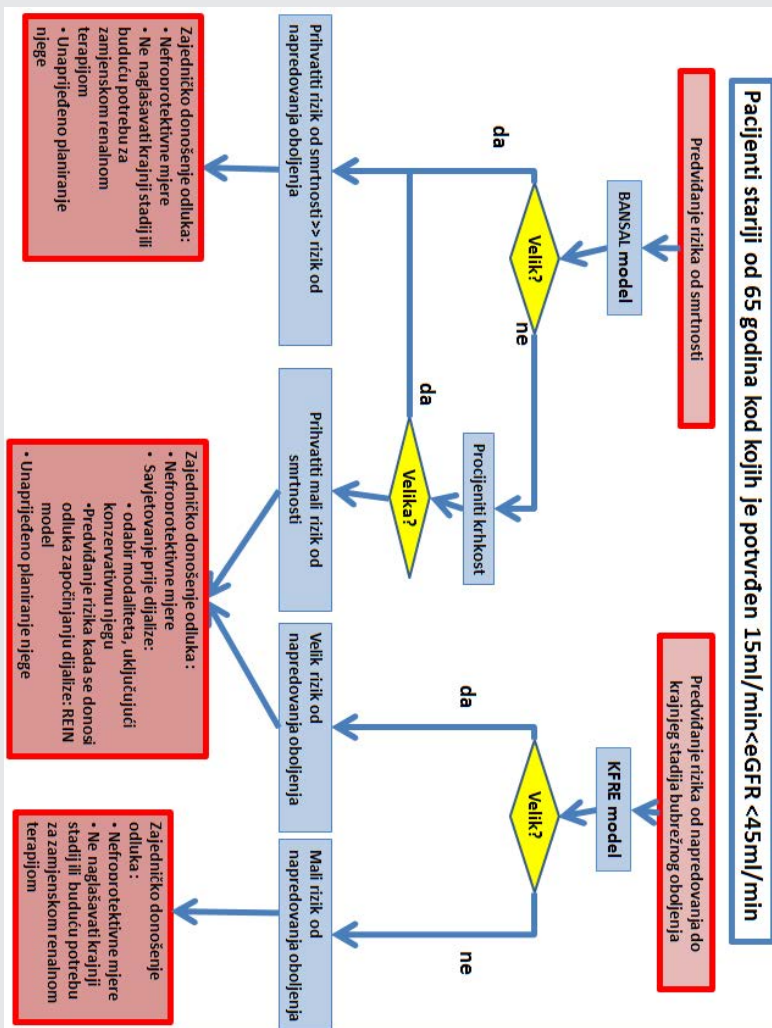 Pacijenti stariji od 65 godina kod kojih je potvrđen 15ml/min<eGFR <45ml/min
Predviđanje rizika od smrtnosti
BANSAL model
Velik?
da
ne
Procijeniti krhkost
Velika?
da
Prihvatiti rizik od smrtnosti >> rizik od
napredovanja oboljenja
Prihvatiti mali rizik od
smrtnosti
Zajedničko donošenje odluka:
• Nefroprotektivne mjere
• Ne naglašavati krajnji stadij ili
buduću potrebu za
zamjenskom renalnom
terapijom
• Unaprijeđeno planiranje
njege
Predviđanje rizika od napredovanja do
krajnjeg stadija bubrežnog oboljenja
KFRE model
Velik?
da
ne
Velik rizik od
napredovanja oboljenja
Mali rizik od
napredovanja oboljenja
Zajedničko donošenje odluka :
• Nefroprotektivne mjere
• Savjetovanje prije dijalize:
• odabir modaliteta, uključujući
konzervativnu njegu
•Predviđanje rizika kada se donosi
odluka započinjanju dijalize: REIN
model
• Unaprijeđeno planiranje njege
Zajedničko donošenje
odluka :
• Nefroprotektivne mjere
• Ne naglašavati krajnji
stadij ili buduću potrebu
za zamjenskom renalnom
terapijom